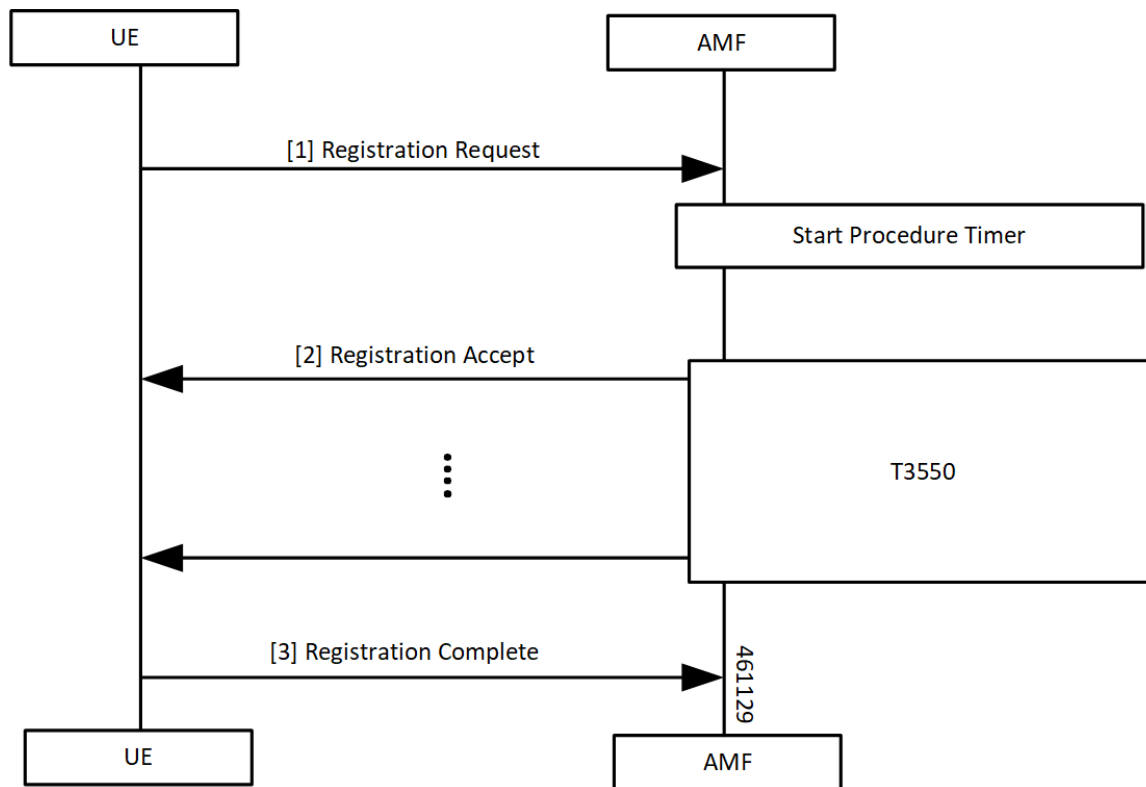 UE
AMF
[1] Registration Request
Start Procedure Timer
[2] Registration Accept
T3550
[3] Registration Complete
461129
UE
AMF